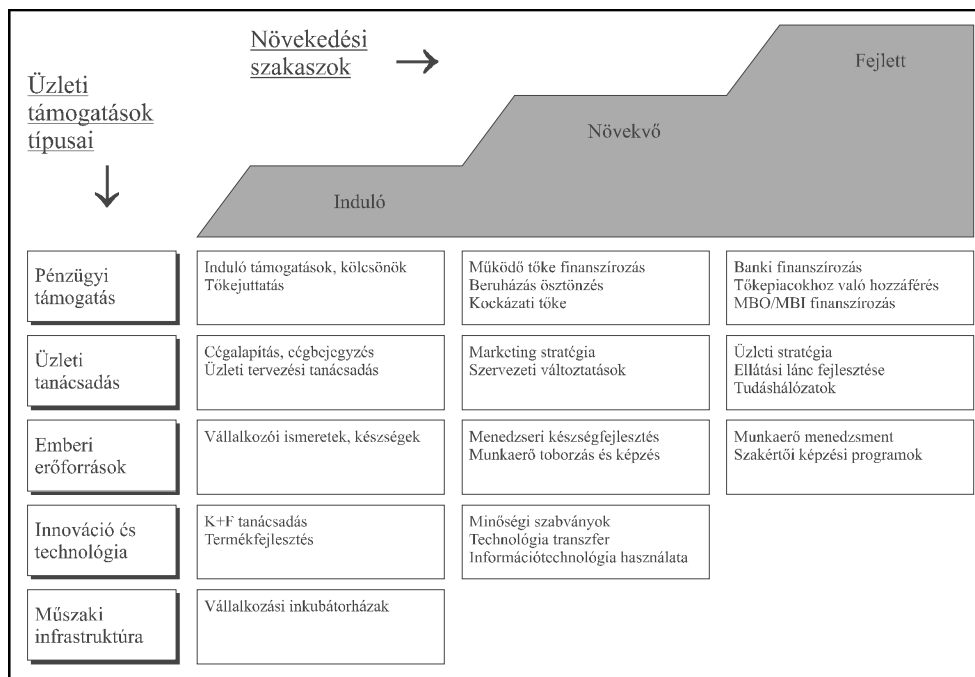 Növekedési
szakaszok
Üzleti
támogatások
típusai
Fejlett
Növekvő
Induló
Pénzügyi
támogatás
Induló támogatások, kölcsönök
Tőkejuttatás
Működő tőke finanszírozás
Beruházás ösztönzés
Kockázati tőke
Banki finanszírozás
Tőkepiacokhoz való hozzáférés
MBO/MBI finanszírozás
Üzleti
tanácsadás
Cégalapítás, cégbejegyzés
Üzleti tervezési tanácsadás
Marketing stratégia
Szervezeti változtatások
Üzleti stratégia
Ellátási lánc fejlesztése
Tudáshálózatok
Emberi
erőforrások
Vállalkozói ismeretek, készségek
Menedzseri készségfejlesztés
Munkaerő toborzás és képzés
Munkaerő menedzsment
Szakértői képzési programok
Innováció és
technológia
K+F tanácsadás
Termékfejlesztés
Minőségi szabványok
Technológia transzfer
Információtechnológia használata
Műszaki
infrastruktúra
Vállalkozási inkubátorházak